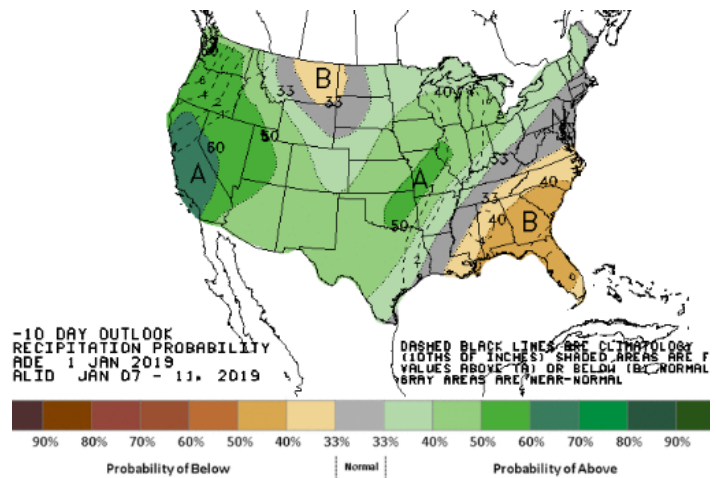 B
33
33
40
6
2
60
50
A
A
50
N
33
33
40
40
B
-10 DAY OUTLOOK
RECIPITATION PROBABILITY
ADE 1 JAN 2019
ALID JAN 07 - 11, 2019
DASHED BLACK LINES ARE CLIMATOLOGY
(10THS OF INCHES) SHADED AREAS ARE F
VALUES ABOVE (A) OR BELOW (B) NORMAL
GRAY AREAS ARE NEAR-NORMAL
90% 80% 70% 60% 50% 40% 33% 33% 40% 50% 60% 70% 80% 90%
Probability of Below Normal Probability of Above